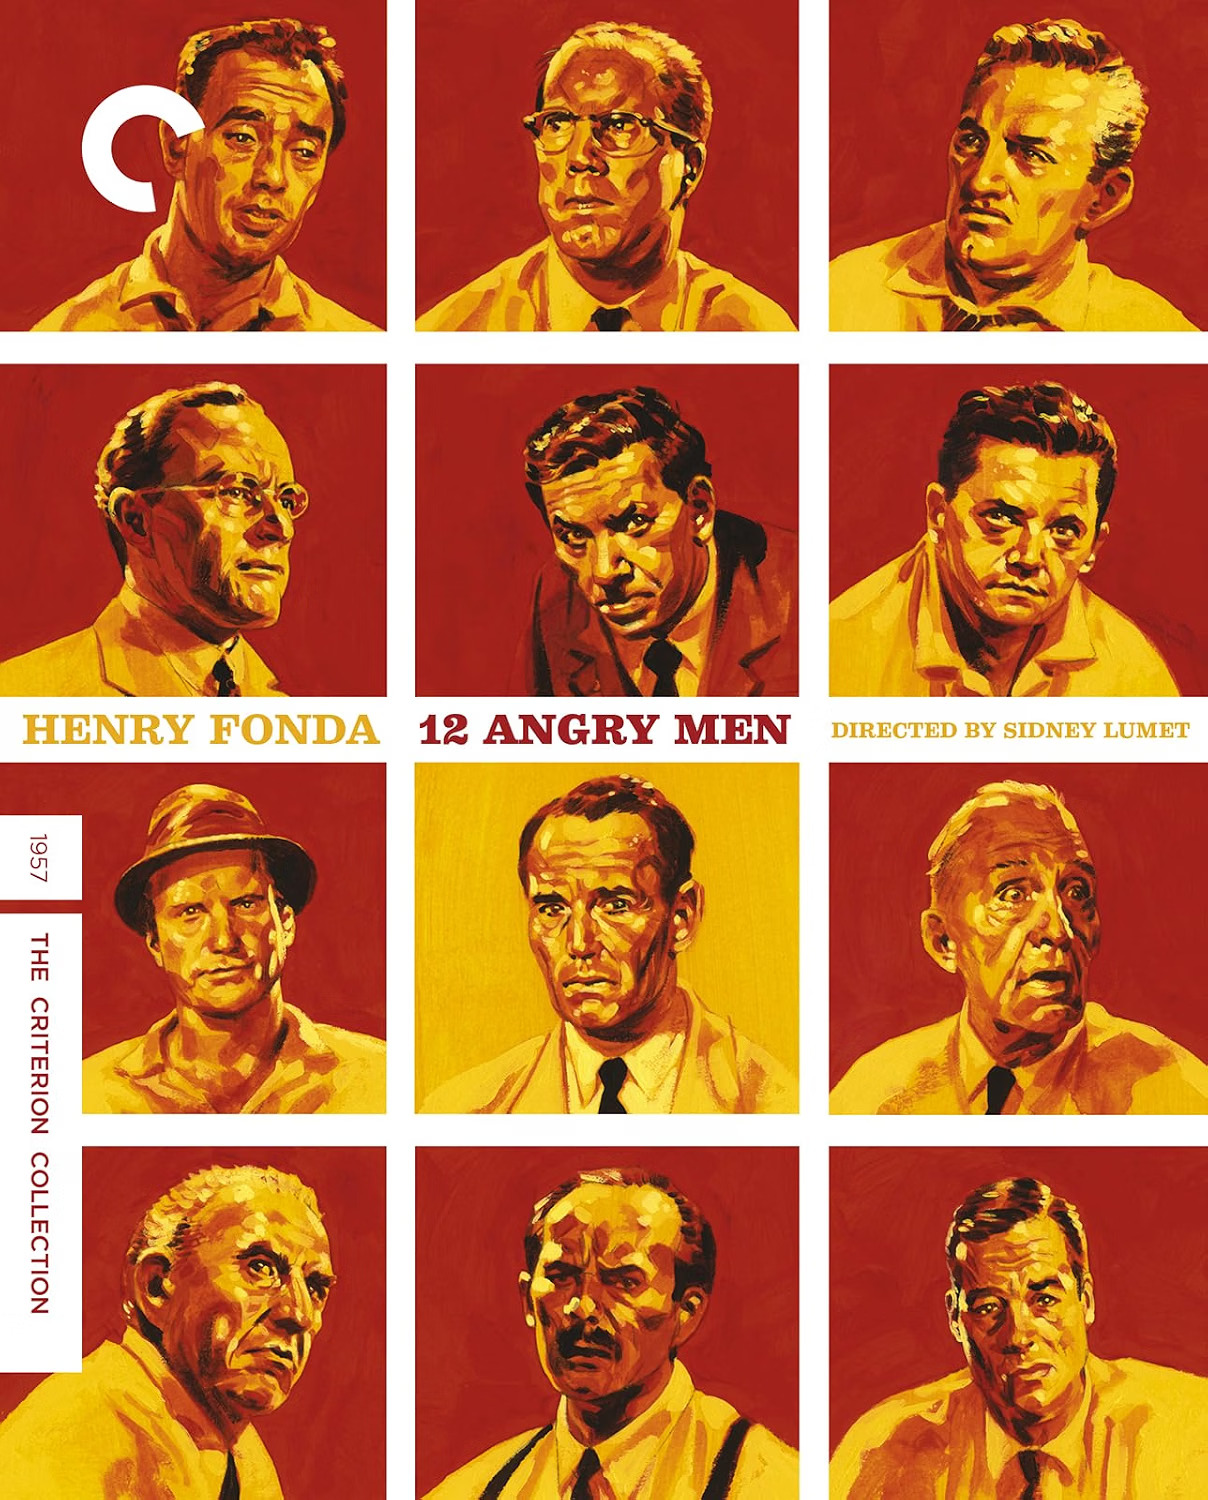 HENRY FONDA
12 ANGRY MEN
DIRECTED BY SIDNEY LUMET
1957
THE CRITERION COLLECTION